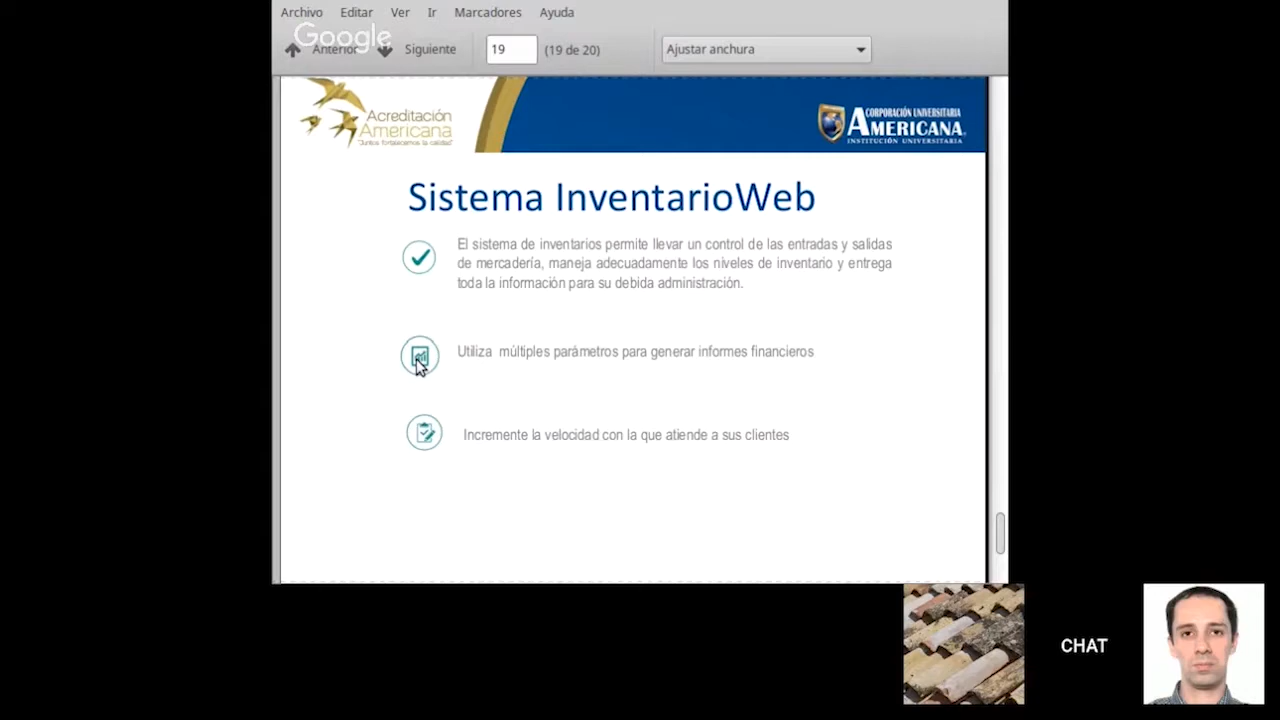 Archivo Editar Ver Ir Marcadores Ayuda
Google
Anterior Siguiente 19 (19 de 20) Ajustar anchura
Acreditación
Americana
"Juntos fortalecemos la calidad"
CORPORACIÓN UNIVERSITARIA
AMERICANA
INSTITUCIÓN UNIVERSITARIA
Sistema InventarioWeb
El sistema de inventarios permite llevar un control de las entradas y salidas
de mercadería, maneja adecuadamente los niveles de inventario y entrega
toda la información para su debida administración.
Utiliza múltiples parámetros para generar informes financieros
Incremente la velocidad con la que atiende a sus clientes
CHAT